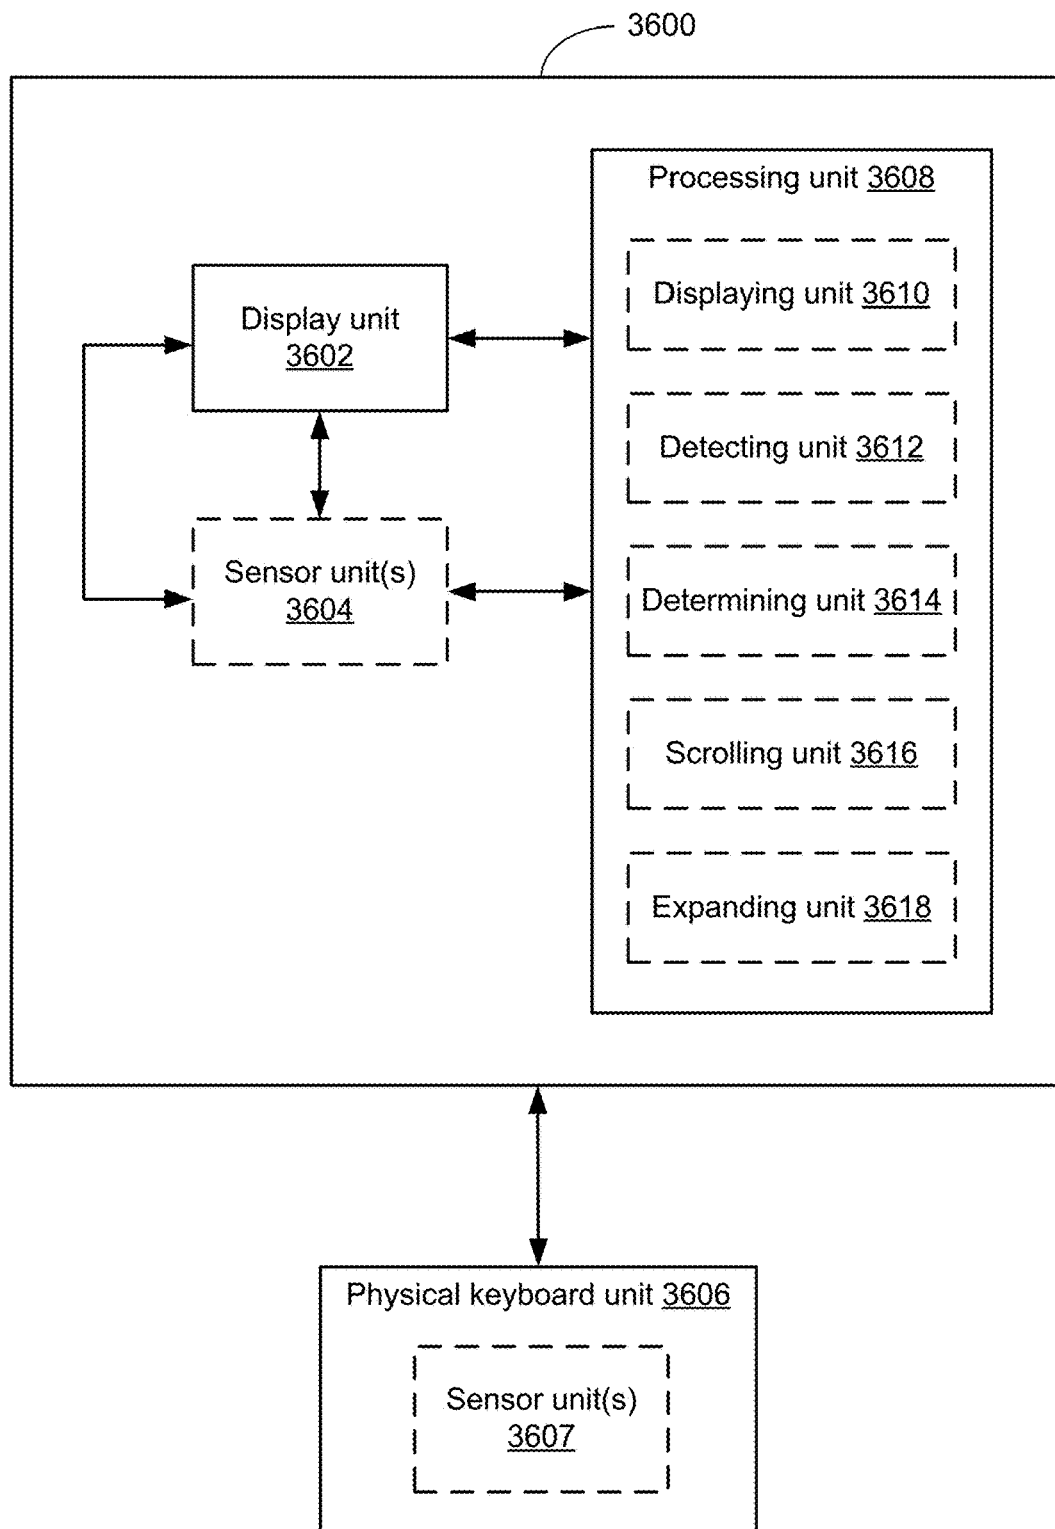 3600
Processing unit 3608
Displaying unit 3610
Display unit
3602
Detecting unit 3612
Sensor unit(s)
3604
Determining unit 3614
Scrolling unit 3616
Expanding unit 3618
Physical keyboard unit 3606
Sensor unit(s)
3607